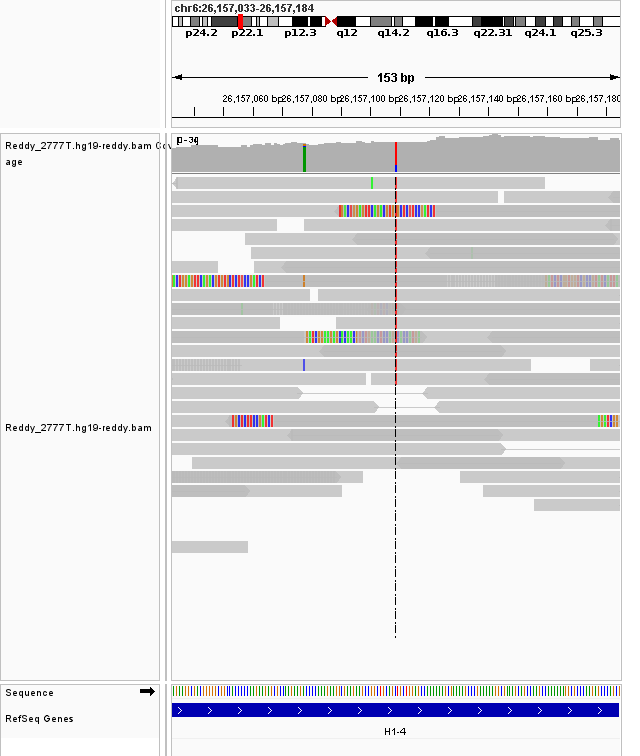 chr6:26,157,033-26,157,184
p24.2 p22.1 p12.3 q12 q14.2 q16.3 q22.31 q24.1 q25.3
153 bp
26,157,060 bp 26,157,080 bp 26,157,100 bp 26,157,120 bp 26,157,140 bp 26,157,160 bp 26,157,180
Reddy_2777T.hg19-reddy.bam Cov
age
Reddy_2777T.hg19-reddy.bam
Sequence
RefSeq Genes
H1-4